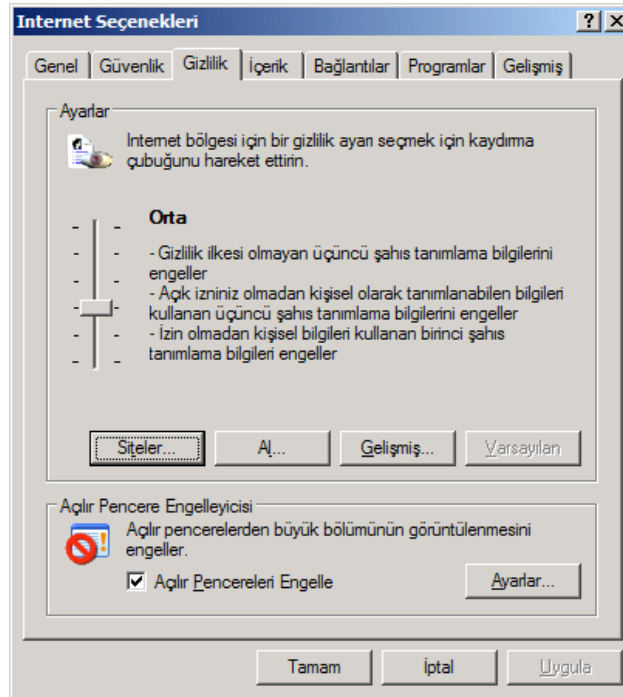 Internet Seçenekleri
Genel Güvenlik Gizlilik İçerik Bağlantılar Programlar Gelişmiş
Ayarlar
Internet bölgesi için bir gizlilik ayarı seçmek için kaydırma
çubuğunu hareket ettirin.
Orta
- Gizlilik ilkesi olmayan üçüncü şahıs tanımlama bilgilerini
engeller
- Açık izniniz olmadan kişisel olarak tanımlanabilen bilgileri
kullanan üçüncü şahıs tanımlama bilgilerini engeller
- İzin olmadan kişisel bilgileri kullanan birinci şahıs
tanımlama bilgileri engeller
Siteler... Al... Gelişmiş... Varsayılan
Açılır Pencere Engelleyicisi
Açılır pencerelerden büyük bölümünün görüntülenmesini
engeller.
Açılır Pencereleri Engelle Ayarlar...
Tamam İptal Uygula